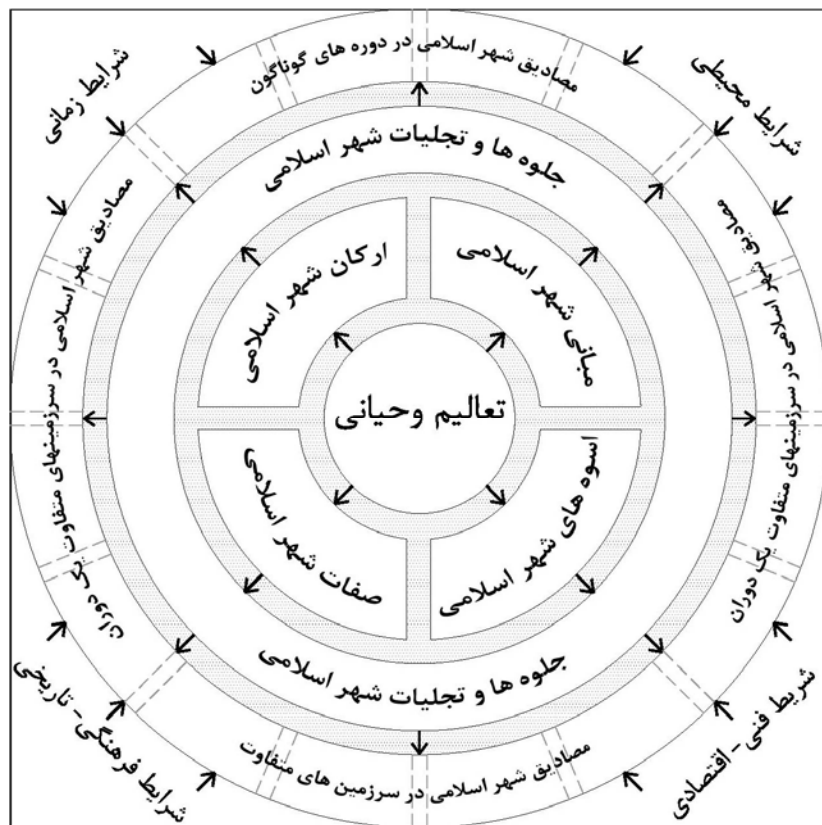 شرایط محیطی
شرایط زمانی
مصادیق شهر اسلامی در دوره های گوناگون
جلوه ها و تجلیات شهر اسلامی
مبانی شهر اسلامی
ارکان شهر اسلامی
مصادیق شهر اسلامی در سرزمینهای متفاوت یک دوران
تعالیم وحیانی
مصادیق شهر اسلامی در سرزمینهای متفاوت یک دوران
اسوه های شهر اسلامی
صفات شهر اسلامی
جلوه ها و تجلیات شهر اسلامی
مصادیق شهر اسلامی در سرزمین های متفاوت
شریط فنی - اقتصادی
شرایط فرهنگی - تاریخی